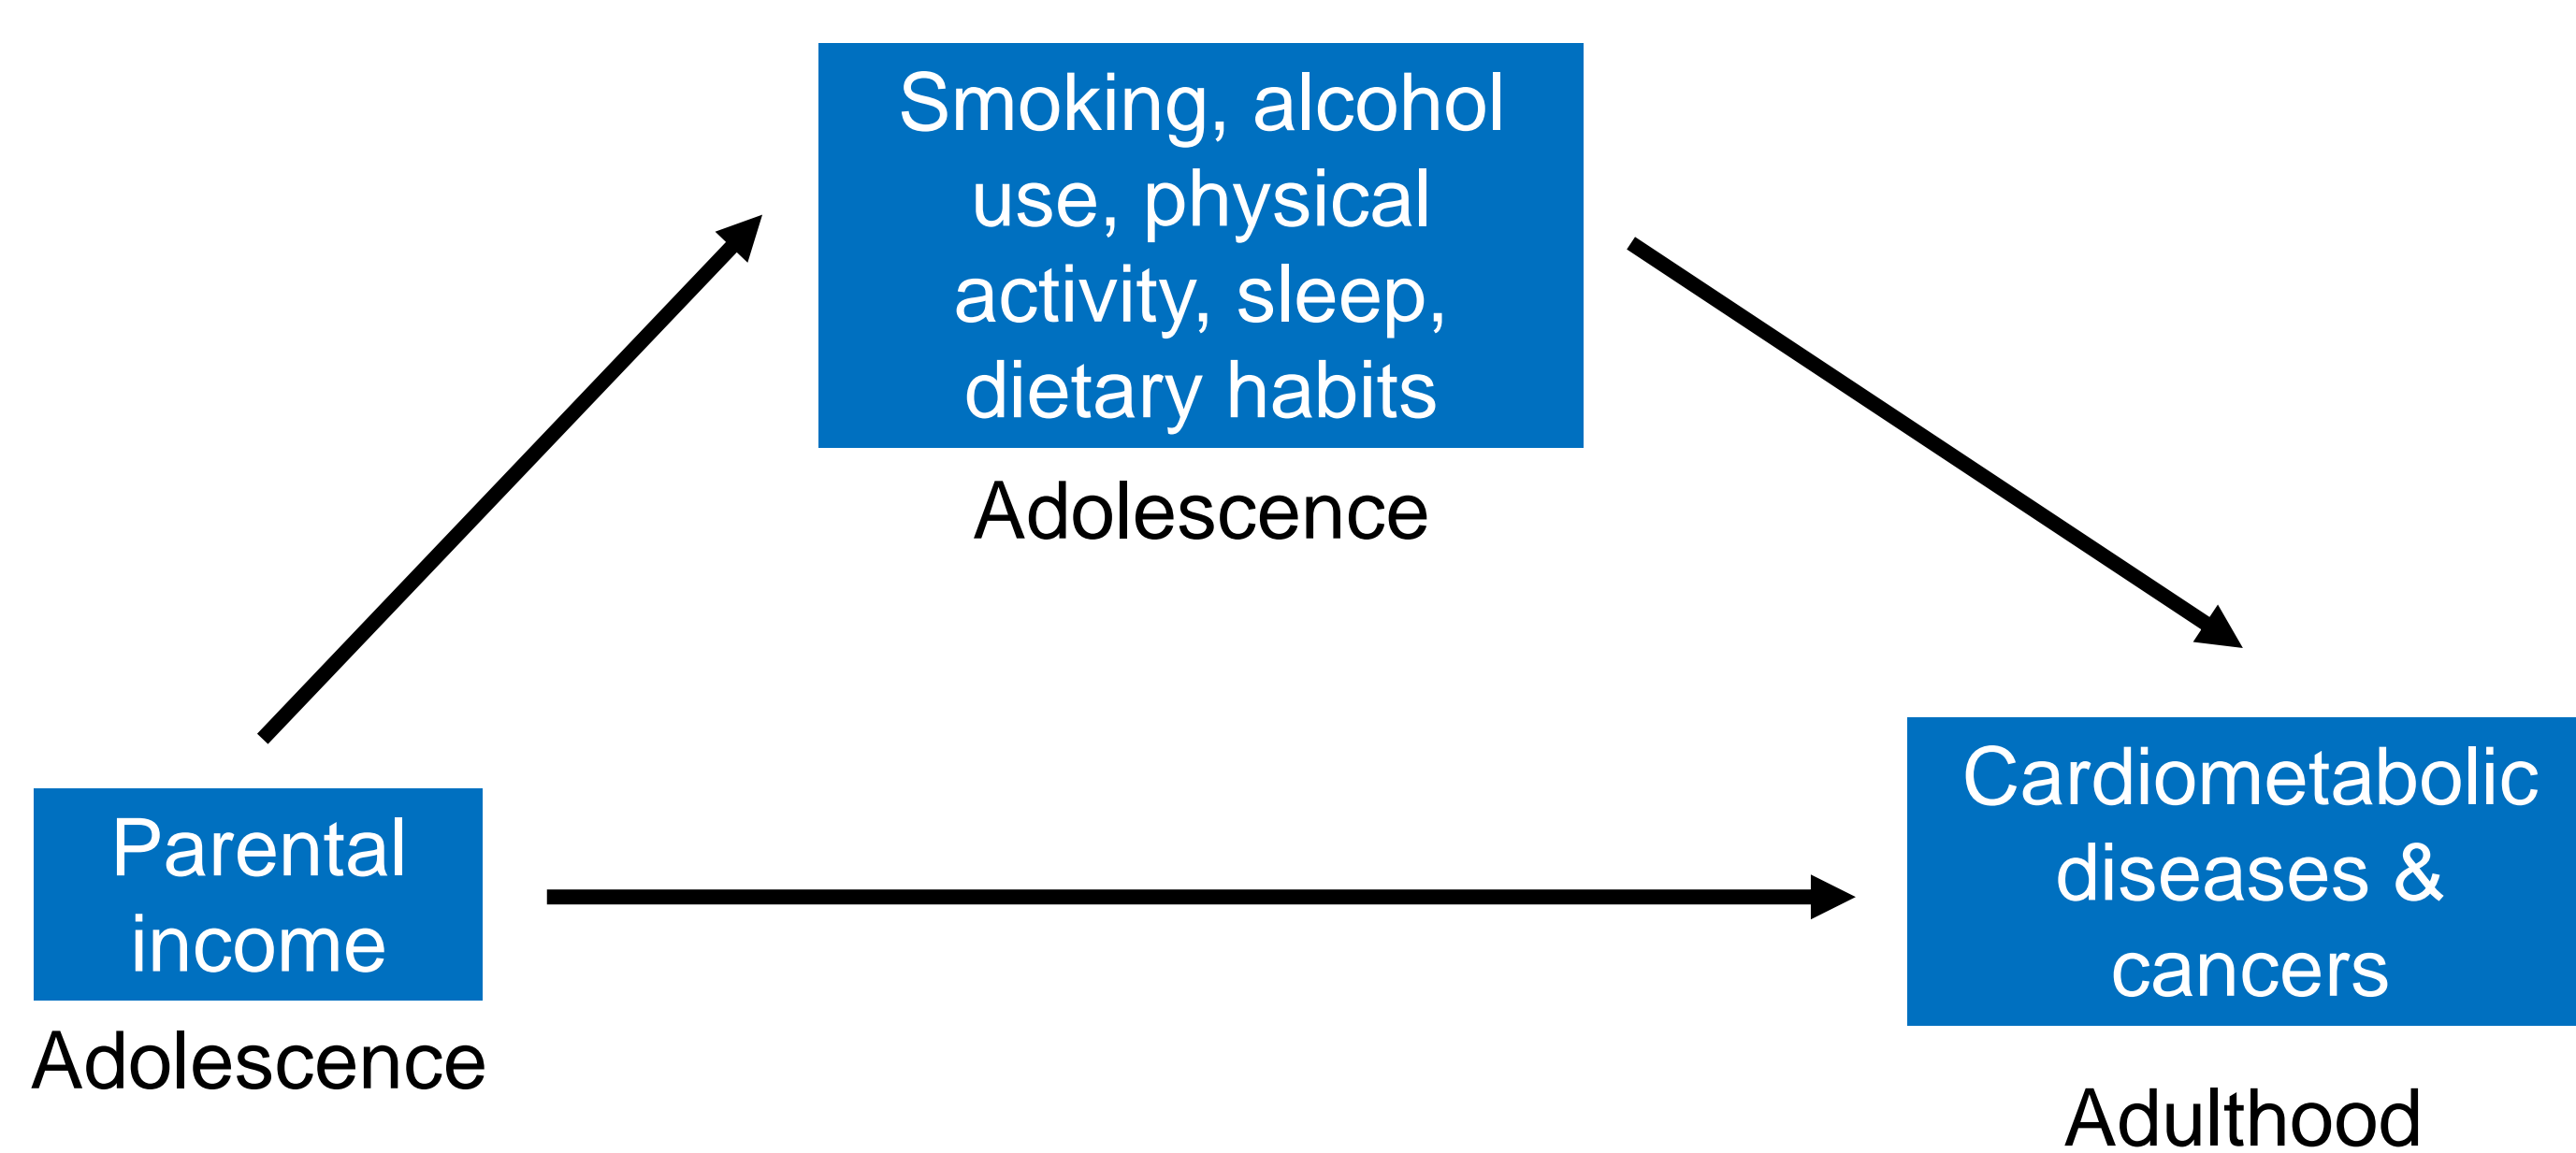 Smoking, alcohol
use, physical
activity, sleep,
dietary habits
Adolescence
Parental
income
Adolescence
Cardiometabolic
diseases &
cancers
Adulthood